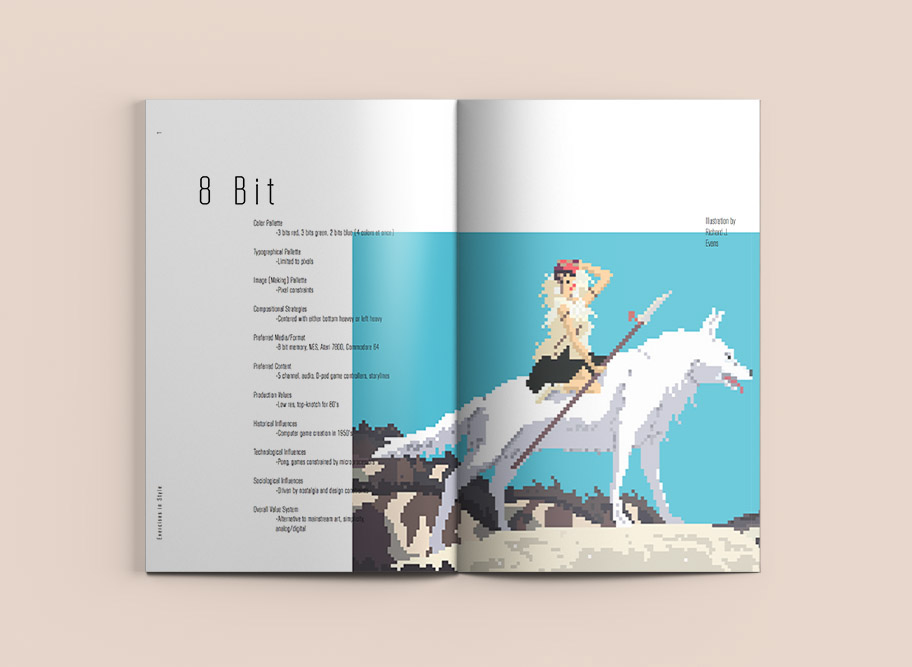 8 Bit
Color Pallette
-3 bits red, 3 bits green, 2 bits blue (4 colors at once)
Typographical Pallette
-Limited to pixels
Image (Making) Pallette
-Pixel constraints
Compositional Strategies
-Centered with either bottom heavey or left heavy
Preferred Media/Format
-8 bit memory, NES, Atari 7800, Commodore 64
Preferred Content
-5 channel, audio, D-pad game controllers, storylines
Production Values
-Low res, top-knotch for 80's
Historical Influences
-Computer game creation in 1950's
Technological Influences
-Pong, games constrained by
Sociological Influences
-Driven by nostalgia and design
Overall Value System
-Alternative to mainstream art,
analog/digital
Exercises in Style
Illustration by
Richard J.
Evans